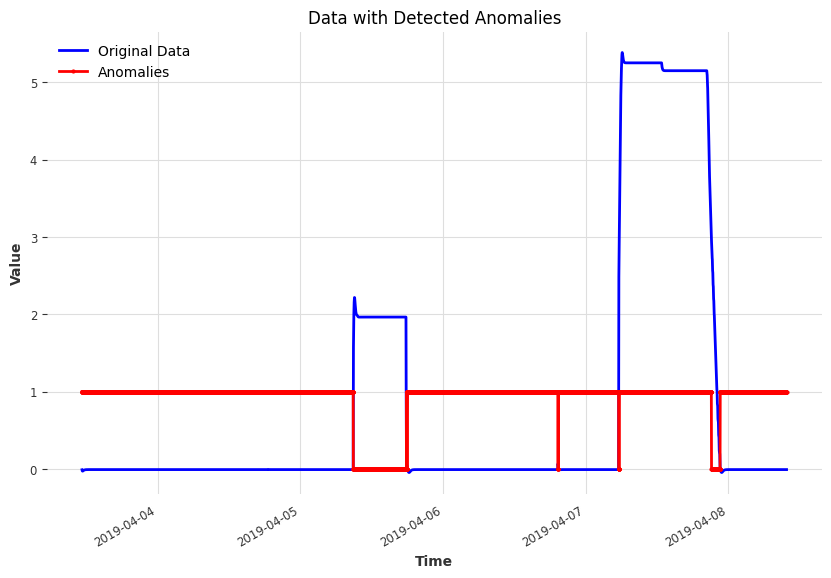 Data with Detected Anomalies
Original Data
Anomalies
Value
5
4
3
2
1
0
2019-04-04
2019-04-05
2019-04-06
2019-04-07
2019-04-08
Time